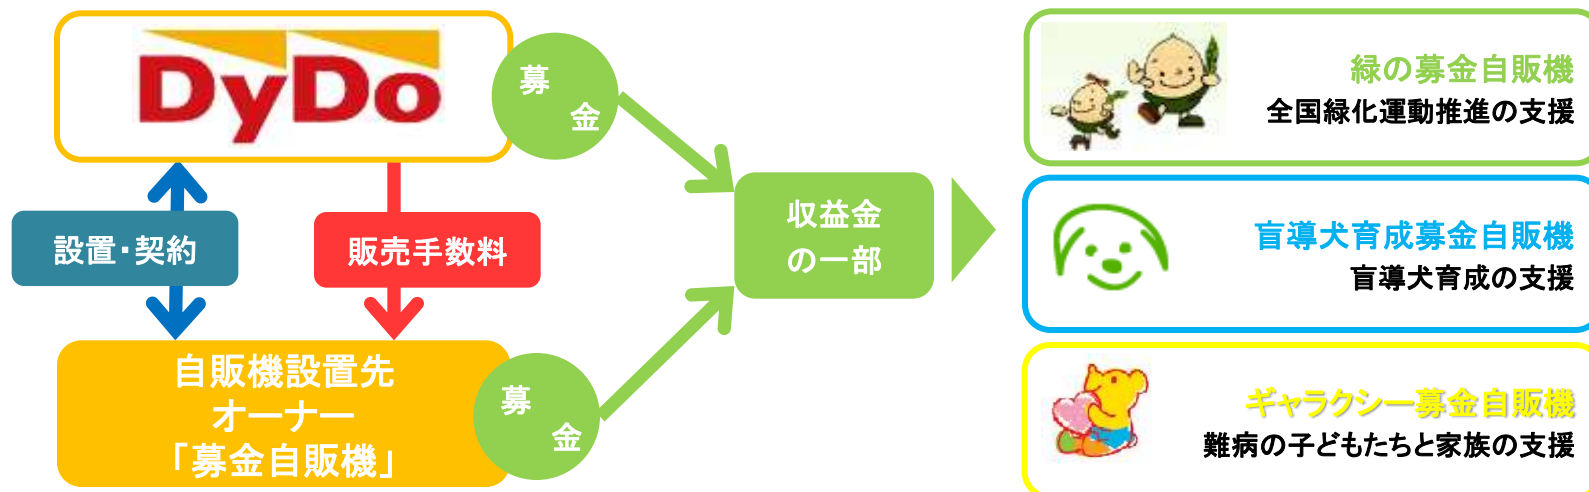 DyDo
募
金
設置・契約
販売手数料
自販機設置先
オーナー
「募金自販機」
募
金
収益金
の一部
緑の募金自販機
全国緑化運動推進の支援
盲導犬育成募金自販機
盲導犬育成の支援
ギャラクシー募金自販機
難病の子どもたちと家族の支援